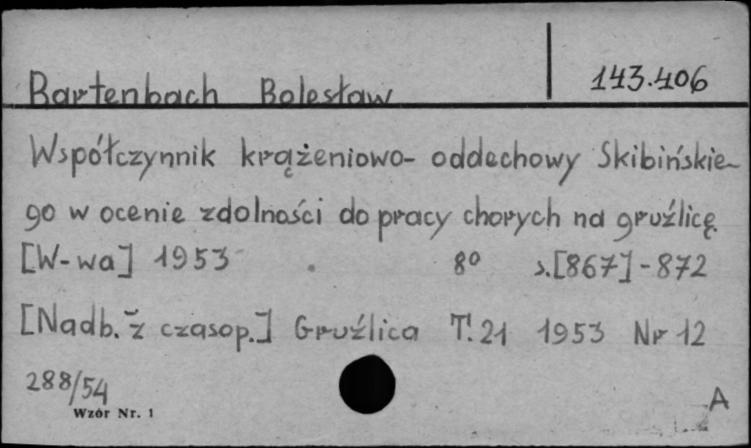 Bartenbach Bolesław 143.406
Współczynnik krążeniowo-oddechowy Skibińskie-
go w ocenie zdolności do pracy chorych na gruźlicę.
[W-wa] 1953 8° s.[867]-872
[Nadb. z czasop.] Gruźlica T. 21 1953 Nr 12
288/54
Wzór Nr. 1
A